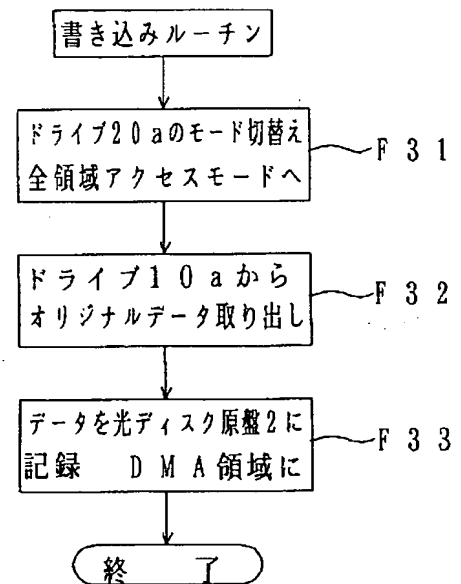 書き込みルーチン
ドライブ20aのモード切替え
全領域アクセスモードへ
F31
ドライブ10aから
オリジナルデータ取り出し
F32
データを光ディスク原盤2に
記録 DMA領域に
F33
終 了